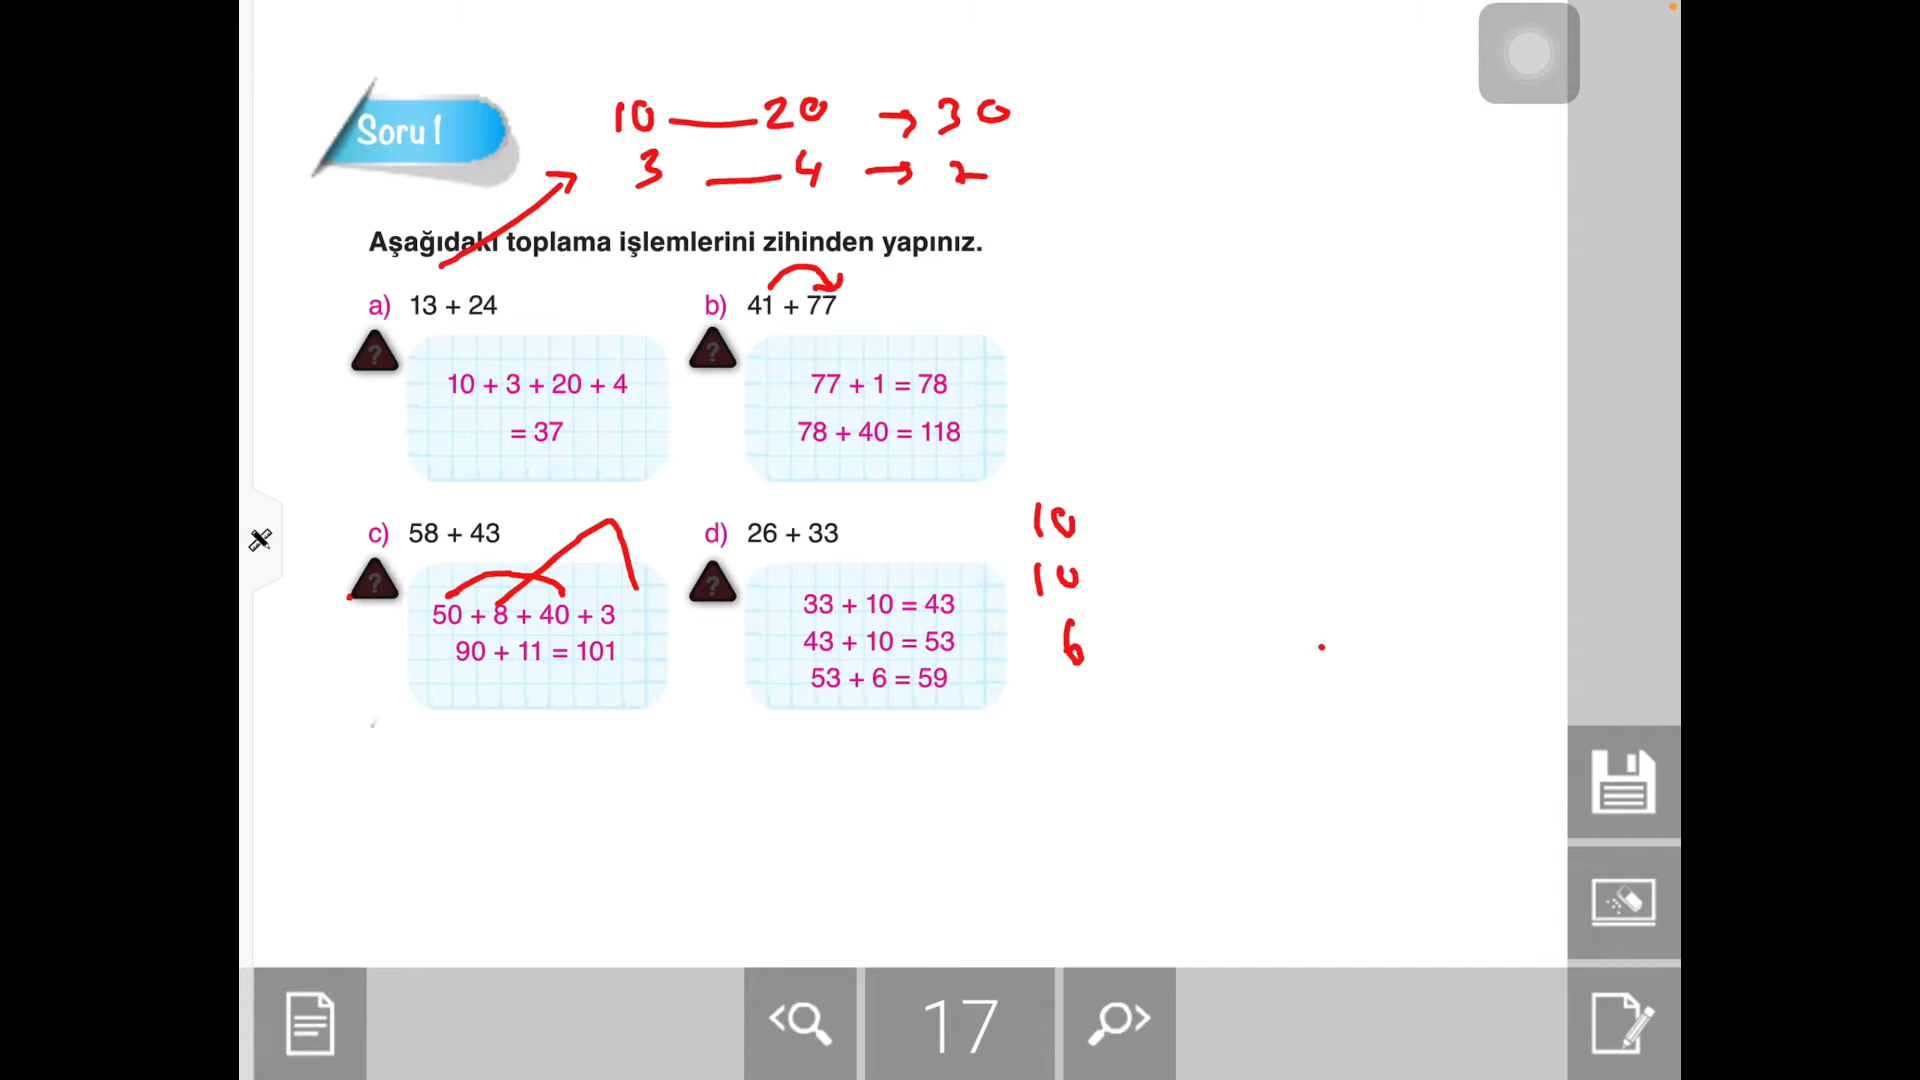 Soru 1
10 — 20 → 30
3 — 4 → 7
Aşağıdaki toplama işlemlerini zihinden yapınız.
a) 13 + 24
b) 41 + 77
?
?
10 + 3 + 20 + 4
= 37
77 + 1 = 78
78 + 40 = 118
c) 58 + 43
d) 26 + 33
?
?
50 + 8 + 40 + 3
90 + 11 = 101
33 + 10 = 43
43 + 10 = 53
53 + 6 = 59
10
10
6
17